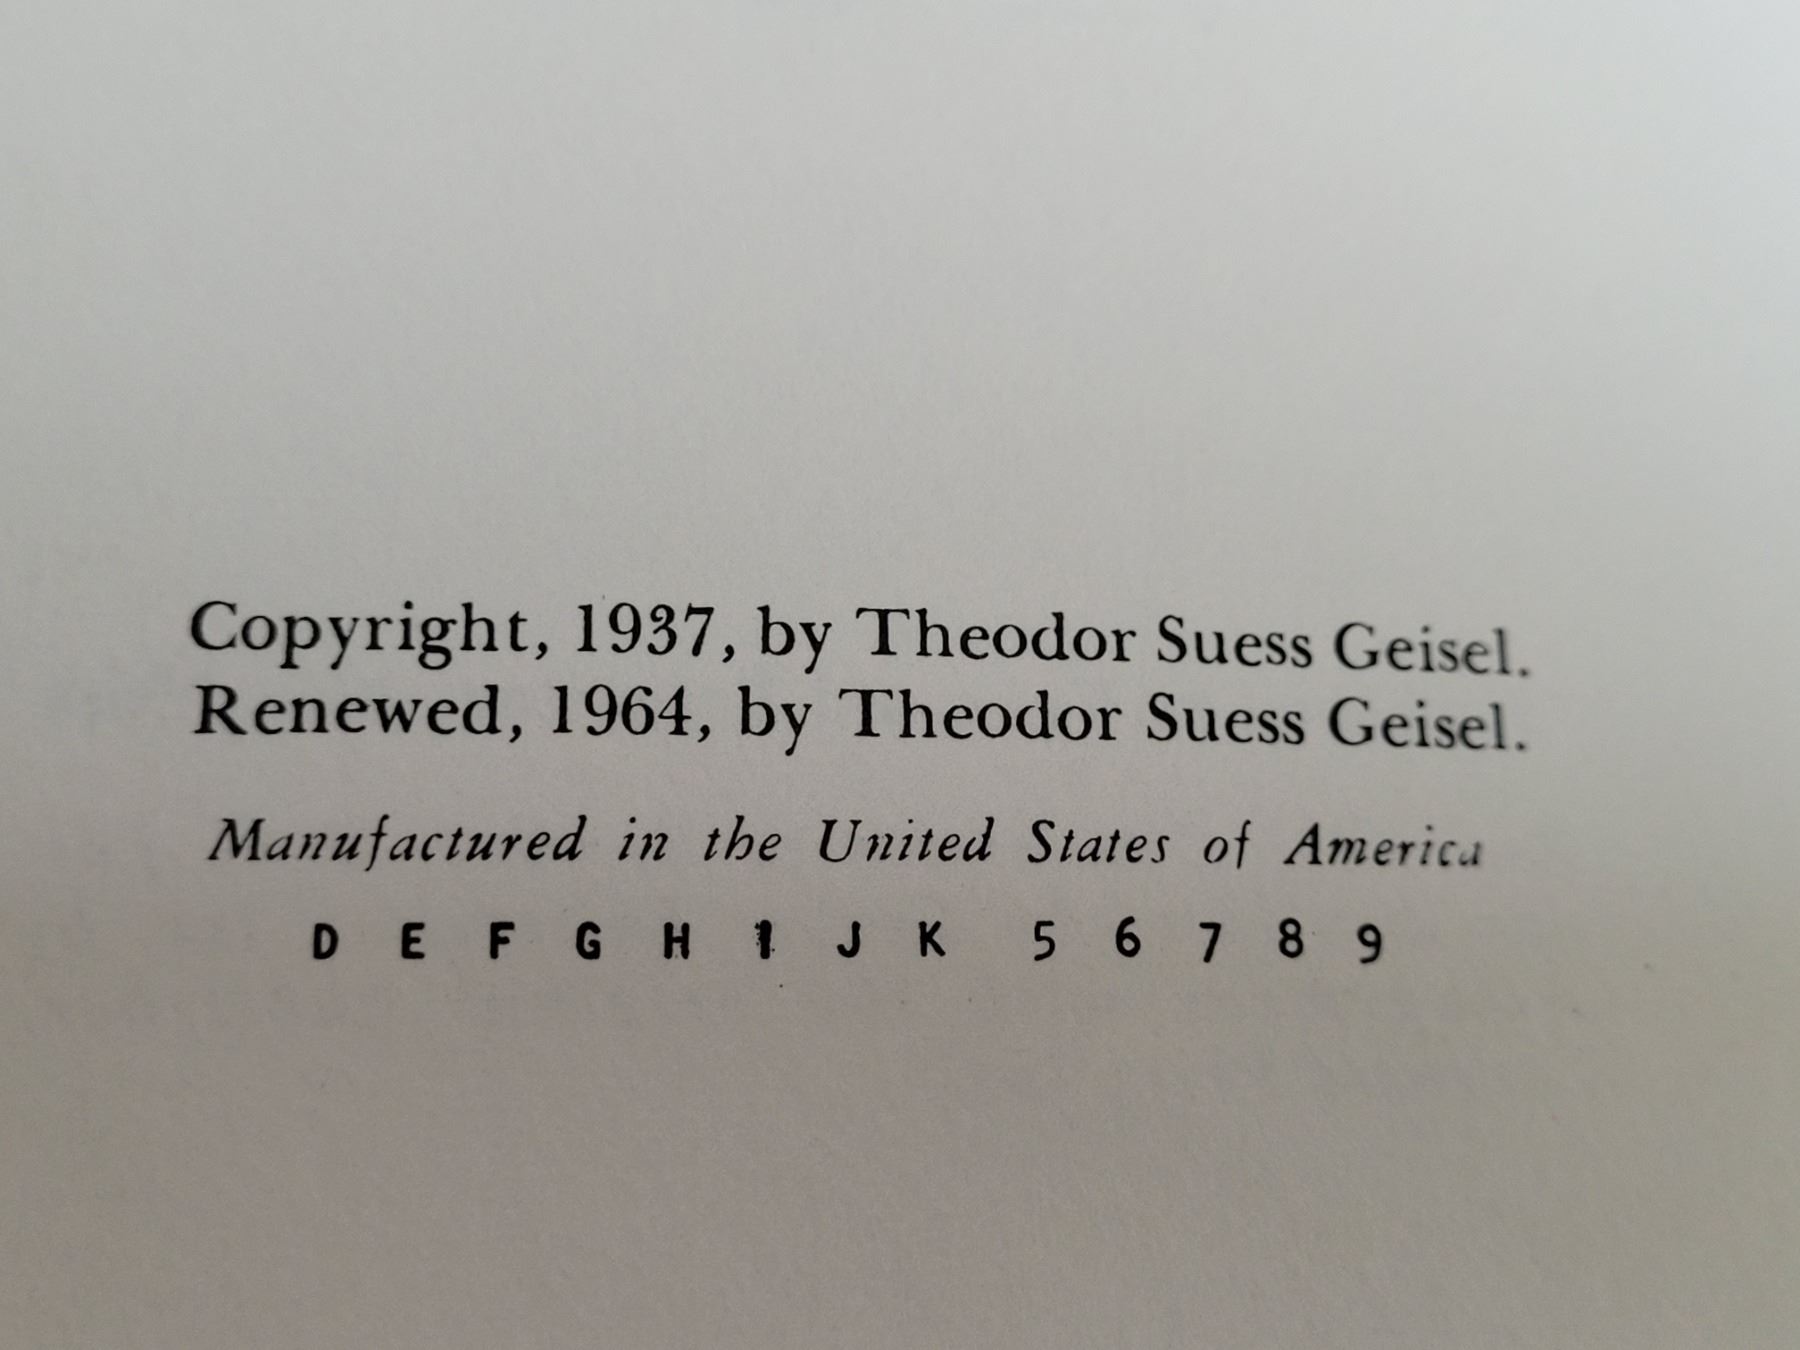 Copyright, 1937, by Theodor Suess Geisel.
Renewed, 1964, by Theodor Suess Geisel.
Manufactured in the United States of America
D E F G H I J K 5 6 7 8 9